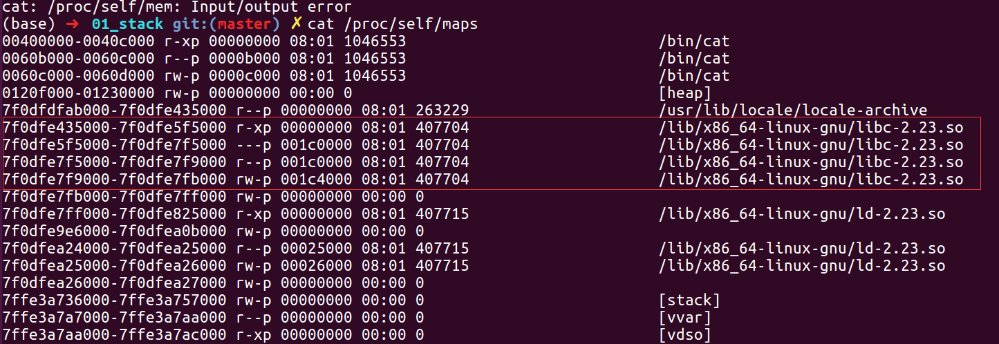 cat: /proc/self/mem: Input/output error
(base) ➜ 01_stack git:(master) ✗ cat /proc/self/maps
00400000-0040c000 r-xp 00000000 08:01 1046553 /bin/cat
0060b000-0060c000 r--p 0000b000 08:01 1046553 /bin/cat
0060c000-0060d000 rw-p 0000c000 08:01 1046553 /bin/cat
0120f000-01230000 rw-p 00000000 00:00 0 [heap]
7f0dfdfab000-7f0dfe435000 r--p 00000000 08:01 263229 /usr/lib/locale/locale-archive
7f0dfe435000-7f0dfe5f5000 r-xp 00000000 08:01 407704 /lib/x86_64-linux-gnu/libc-2.23.so
7f0dfe5f5000-7f0dfe7f5000 ---p 001c0000 08:01 407704 /lib/x86_64-linux-gnu/libc-2.23.so
7f0dfe7f5000-7f0dfe7f9000 r--p 001c0000 08:01 407704 /lib/x86_64-linux-gnu/libc-2.23.so
7f0dfe7f9000-7f0dfe7fb000 rw-p 001c4000 08:01 407704 /lib/x86_64-linux-gnu/libc-2.23.so
7f0dfe7fb000-7f0dfe7ff000 rw-p 00000000 00:00 0
7f0dfe7ff000-7f0dfe825000 r-xp 00000000 08:01 407715 /lib/x86_64-linux-gnu/ld-2.23.so
7f0dfe9e6000-7f0dfea0b000 rw-p 00000000 00:00 0
7f0dfea24000-7f0dfea25000 r--p 00025000 08:01 407715 /lib/x86_64-linux-gnu/ld-2.23.so
7f0dfea25000-7f0dfea26000 rw-p 00026000 08:01 407715 /lib/x86_64-linux-gnu/ld-2.23.so
7f0dfea26000-7f0dfea27000 rw-p 00000000 00:00 0
7ffe3a736000-7ffe3a757000 rw-p 00000000 00:00 0 [stack]
7ffe3a7a7000-7ffe3a7aa000 r--p 00000000 00:00 0 [vvar]
7ffe3a7aa000-7ffe3a7ac000 r-xp 00000000 00:00 0 [vdso]